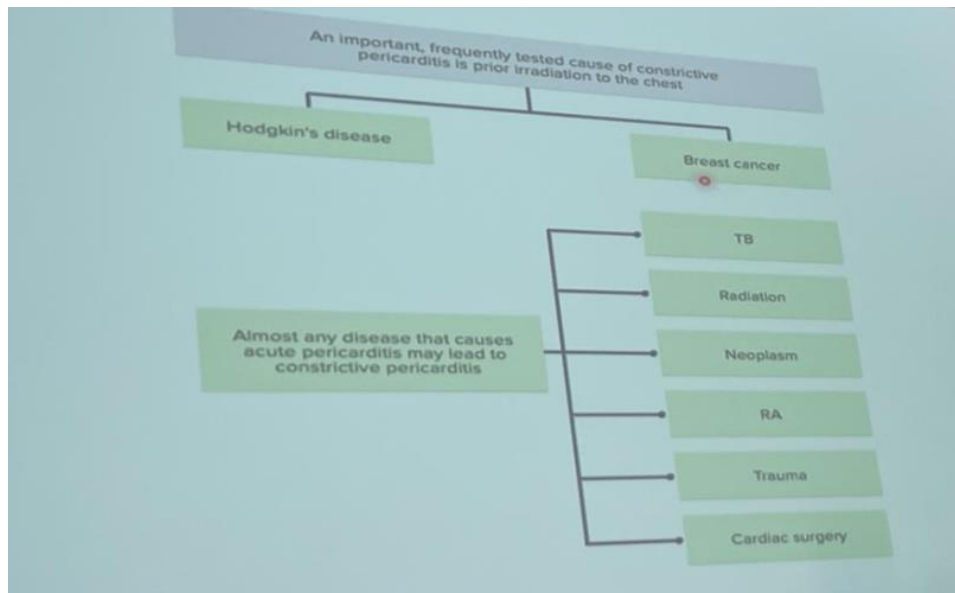 An important, frequently tested cause of constrictive
pericarditis is prior irradiation to the chest
Hodgkin's disease
Breast cancer
TB
Radiation
Almost any disease that causes
acute pericarditis may lead to
constrictive pericarditis
Neoplasm
RA
Trauma
Cardiac surgery